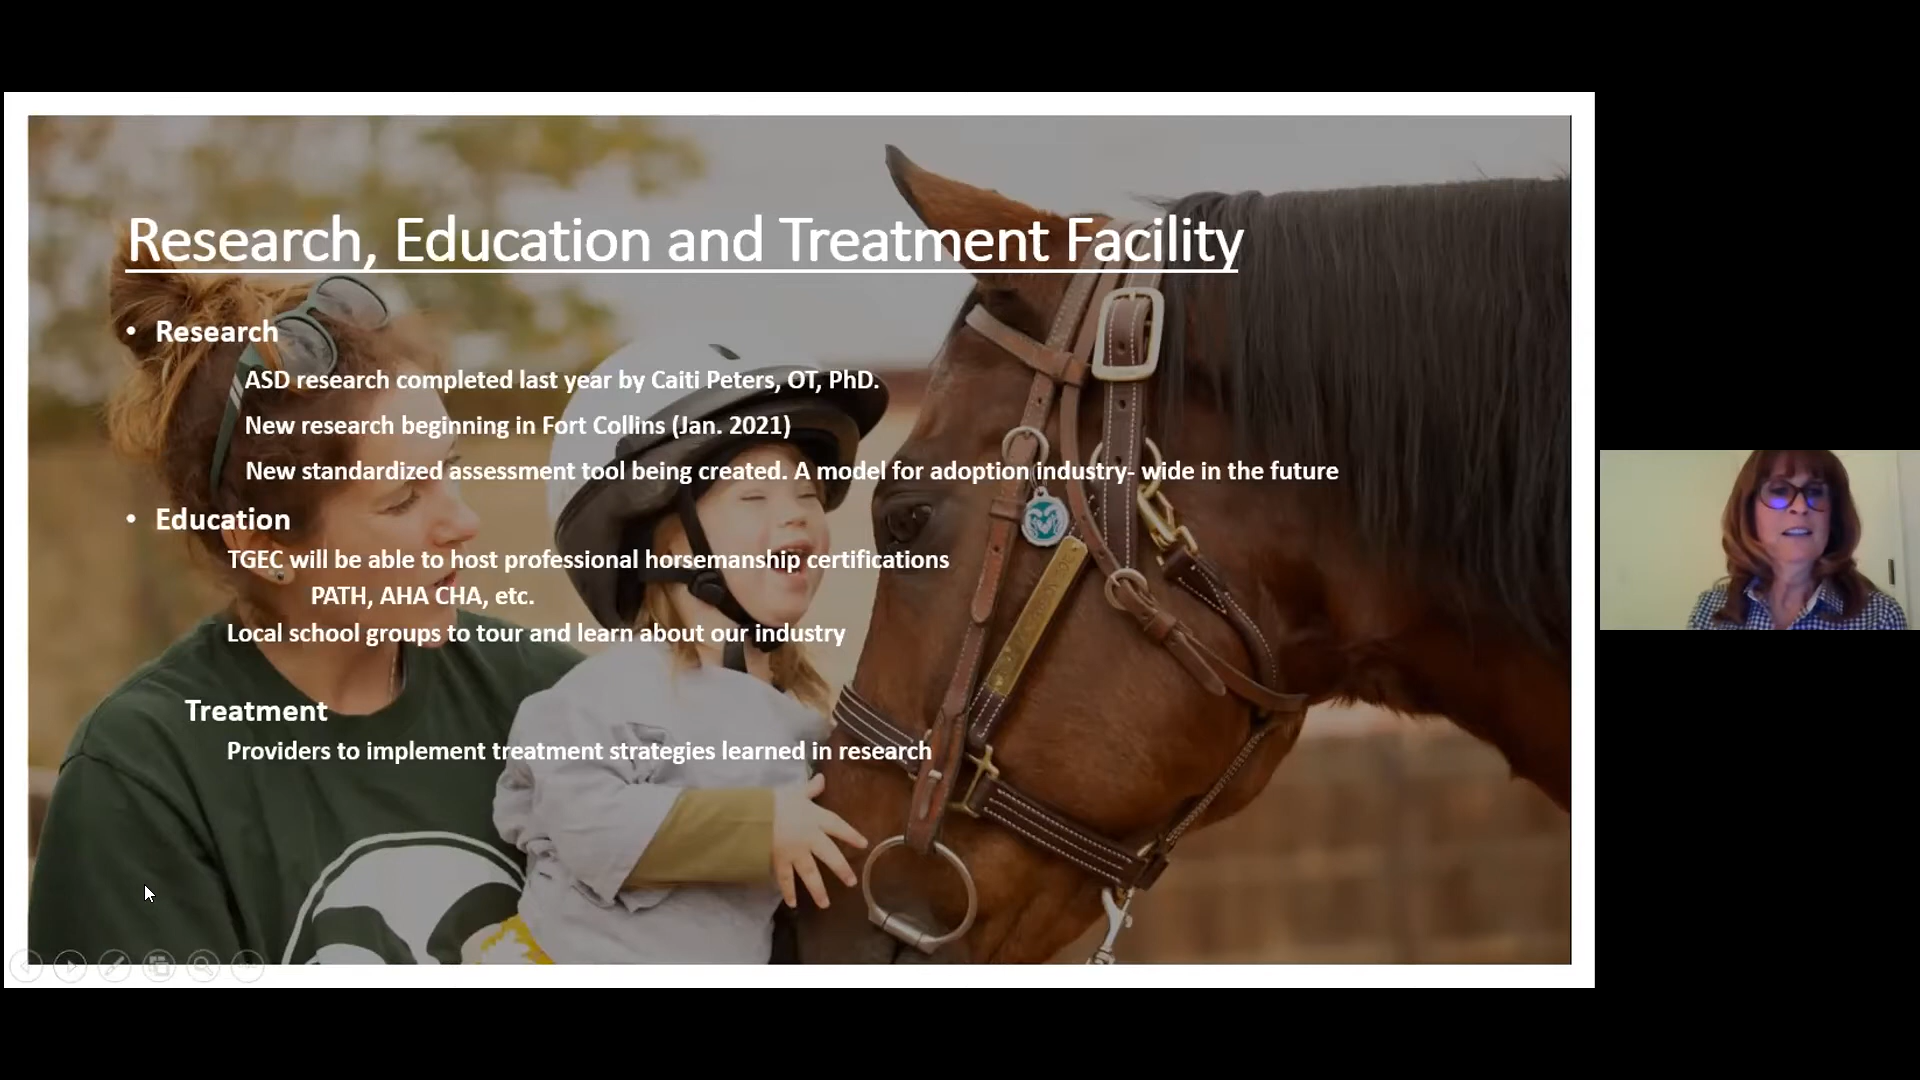 Research, Education and Treatment Facility
• Research
ASD research completed last year by Caiti Peters, OT, PhD.
New research beginning in Fort Collins (Jan. 2021)
New standardized assessment tool being created. A model for adoption industry- wide in the future
• Education
TGEC will be able to host professional horsemanship certifications
PATH, AHA CHA, etc.
Local school groups to tour and learn about our industry
Treatment
Providers to implement treatment strategies learned in research